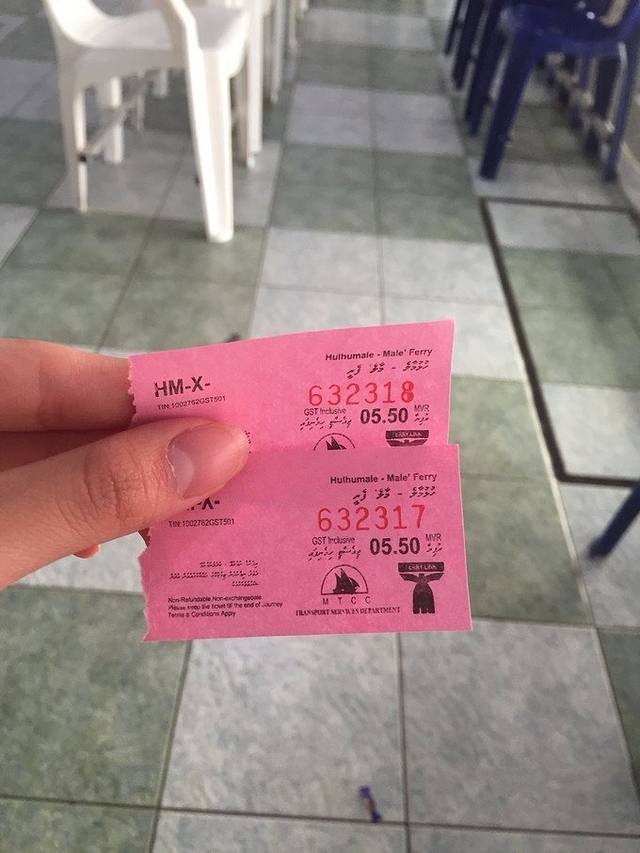 Hulhumale - Male' Ferry
ހުޅުމާލެ - މާލެ ފެރީ
HM-X-
TIN:1002762GST501
632318
GST Inclusive 05.50 MVR
ރުފިޔާ
Hulhumale - Male' Ferry
ހުޅުމާލެ - މާލެ ފެރީ
-X-
TIN:1002762GST501
632317
GST Inclusive 05.50 MVR
ރުފިޔާ
FERRY LINK
M T C C
TRANSPORT SERVICES DEPARTMENT
Non-Refundable,Non-exchangeable
Please keep the ticket till the end of Journey
Terms & Conditions Apply